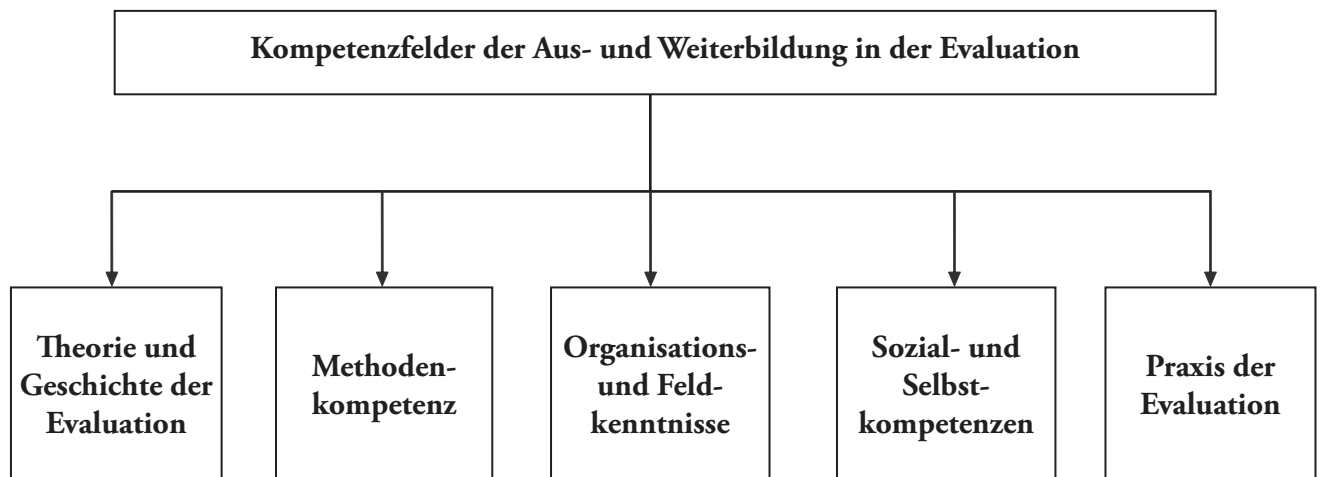 Kompetenzfelder der Aus- und Weiterbildung in der Evaluation
Theorie und
Geschichte der
Evaluation
Methoden-
kompetenz
Organisations-
und Feld-
kenntnisse
Sozial- und
Selbst-
kompetenzen
Praxis der
Evaluation